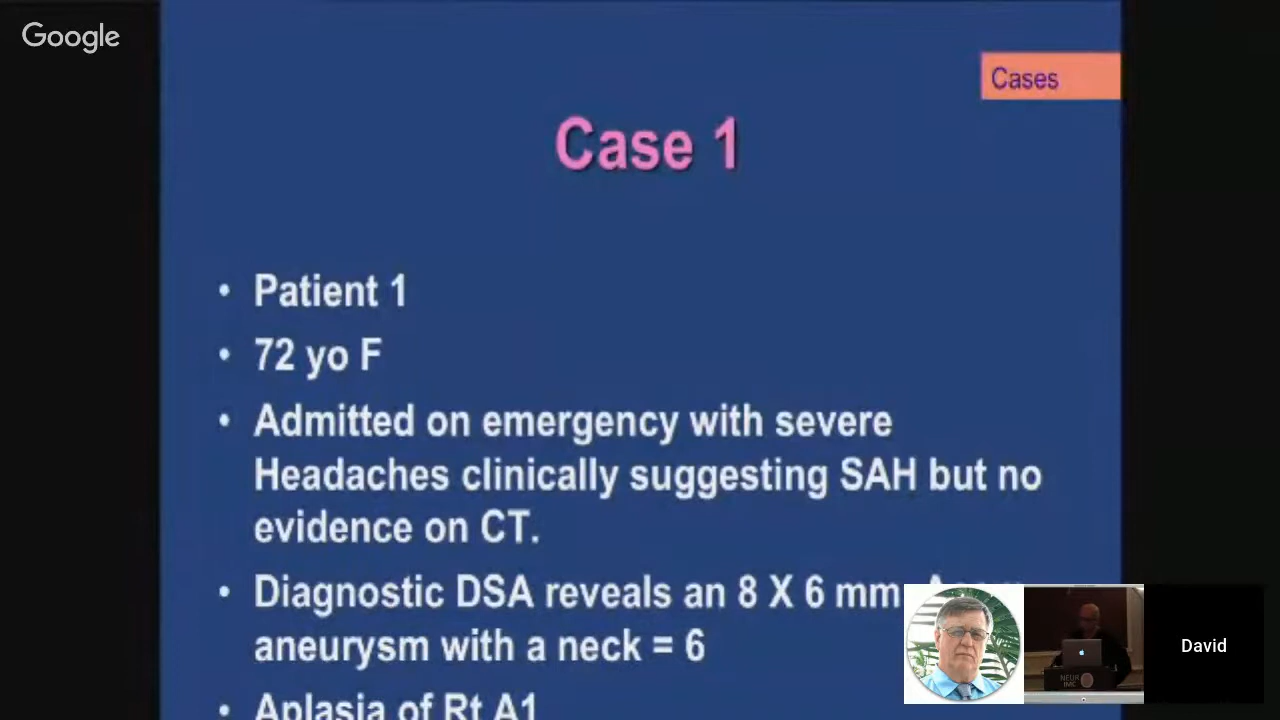 Google
Cases
Case 1
• Patient 1
• 72 yo F
• Admitted on emergency with severe
Headaches clinically suggesting SAH but no
evidence on CT.
• Diagnostic DSA reveals an 8 X 6 mm
aneurysm with a neck = 6
• Aplasia of Rt A1
David